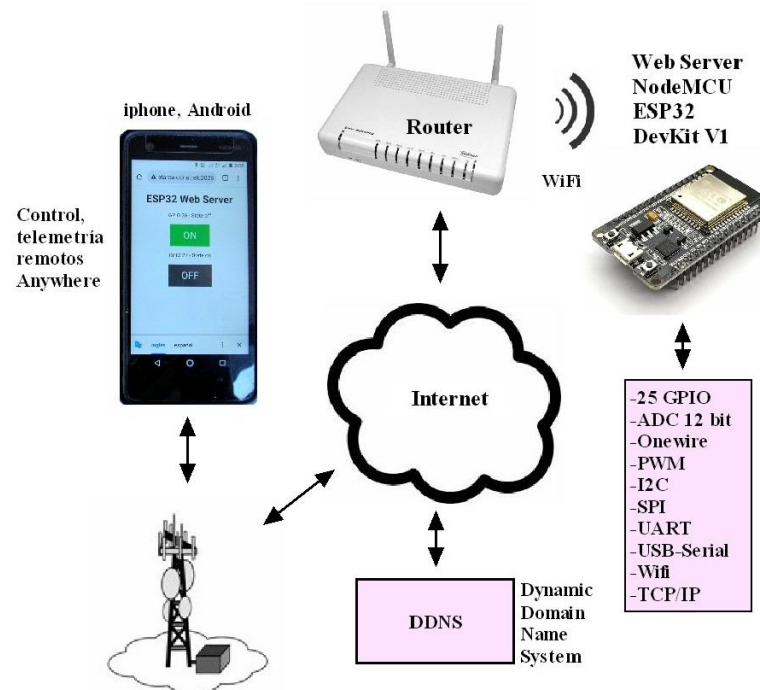 iphone, Android
Control,
telemetría
remotos
Anywhere
ESP32 Web Server
ON
OFF
español
Router
WiFi
Web Server
NodeMCU
ESP32
DevKit V1
Internet
DDNS
Dynamic
Domain
Name
System
-25 GPIO
-ADC 12 bit
-Onewire
-PWM
-I2C
-SPI
-UART
-USB-Serial
-Wifi
-TCP/IP